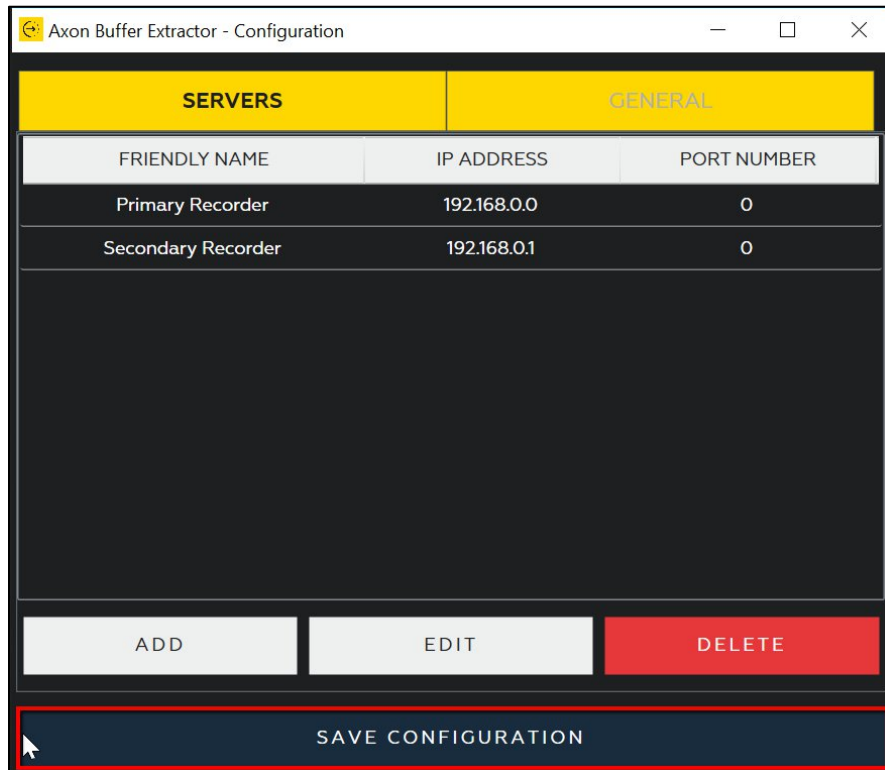 Axon Buffer Extractor - Configuration
SERVERS GENERAL
FRIENDLY NAME IP ADDRESS PORT NUMBER
Primary Recorder 192.168.0.0 0
Secondary Recorder 192.168.0.1 0
ADD EDIT DELETE
SAVE CONFIGURATION